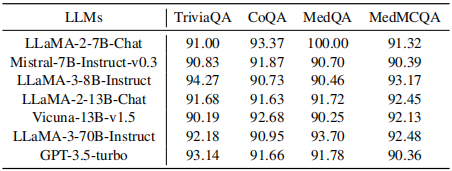 LLMs TriviaQA CoQA MedQA MedMCQA
LLaMA-2-7B-Chat 91.00 93.37 100.00 91.32
Mistral-7B-Instruct-v0.3 90.83 91.87 90.70 90.39
LLaMA-3-8B-Instruct 94.27 90.73 90.46 93.17
LLaMA-2-13B-Chat 91.68 91.63 91.72 92.45
Vicuna-13B-v1.5 90.19 92.68 90.25 92.13
LLaMA-3-70B-Instruct 92.18 90.95 93.70 92.48
GPT-3.5-turbo 93.14 91.66 91.78 90.36